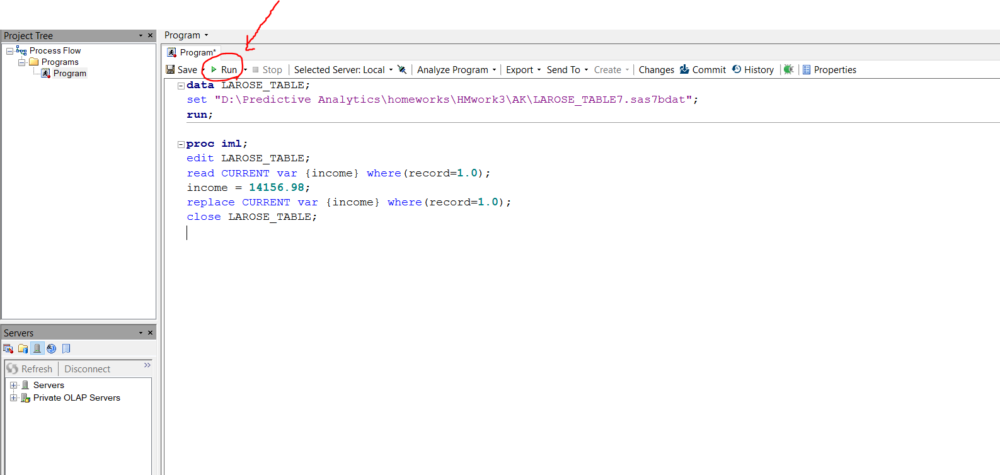 Project Tree
Process Flow
Programs
Program
Servers
Refresh Disconnect
Servers
Private OLAP Servers
Program
Program*
Save Run Stop Selected Server: Local Analyze Program Export Send To Create Changes Commit History Properties
data LAROSE_TABLE;
set "D:\Predictive Analytics\homeworks\HMwork3\AK\LAROSE_TABLE7.sas7bdat";
run;
proc iml;
edit LAROSE_TABLE;
read CURRENT var {income} where(record=1.0);
income = 14156.98;
replace CURRENT var {income} where(record=1.0);
close LAROSE_TABLE;